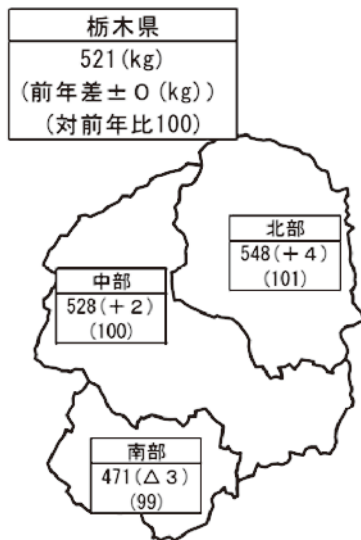 栃木県
521(kg)
(前年差±0(kg))
(対前年比100)
北部
548(+4)
(101)
中部
528(+2)
(100)
南部
471(△3)
(99)